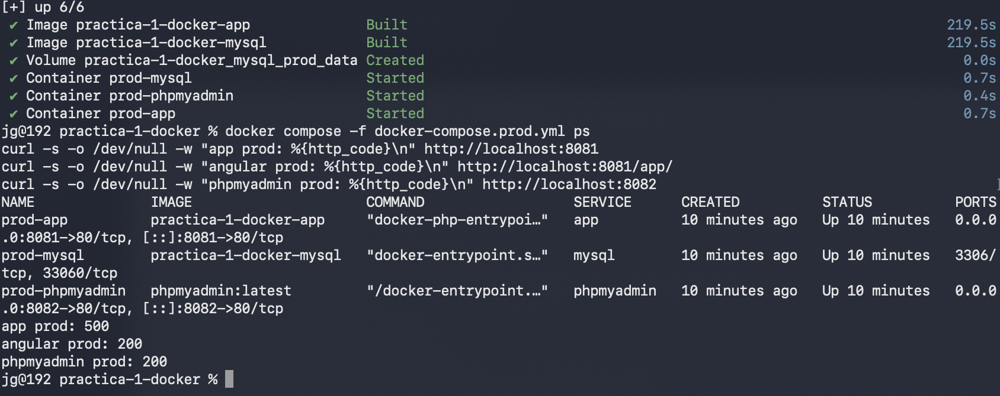 [+] up 6/6
✔ Image practica-1-docker-app Built 219.5s
✔ Image practica-1-docker-mysql Built 219.5s
✔ Volume practica-1-docker_mysql_prod_data Created 0.0s
✔ Container prod-mysql Started 0.7s
✔ Container prod-phpmyadmin Started 0.4s
✔ Container prod-app Started 0.7s
jg@192 practica-1-docker % docker compose -f docker-compose.prod.yml ps
curl -s -o /dev/null -w "app prod: %{http_code}\n" http://localhost:8081
curl -s -o /dev/null -w "angular prod: %{http_code}\n" http://localhost:8081/app/
curl -s -o /dev/null -w "phpmyadmin prod: %{http_code}\n" http://localhost:8082
NAME IMAGE COMMAND SERVICE CREATED STATUS PORTS
prod-app practica-1-docker-app "docker-php-entrypoi…" app 10 minutes ago Up 10 minutes 0.0.0
.0:8081->80/tcp, [::]:8081->80/tcp
prod-mysql practica-1-docker-mysql "docker-entrypoint.s…" mysql 10 minutes ago Up 10 minutes 3306/
tcp, 33060/tcp
prod-phpmyadmin phpmyadmin:latest "/docker-entrypoint.…" phpmyadmin 10 minutes ago Up 10 minutes 0.0.0
.0:8082->80/tcp, [::]:8082->80/tcp
app prod: 500
angular prod: 200
phpmyadmin prod: 200
jg@192 practica-1-docker %